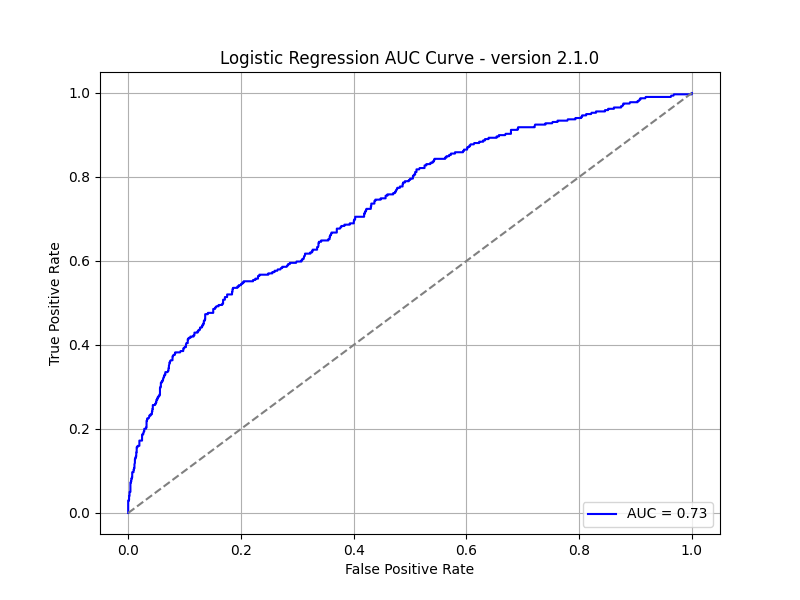 Logistic Regression AUC Curve - version 2.1.0
True Positive Rate
1.0
0.8
0.6
0.4
0.2
0.0
AUC = 0.73
0.0 0.2 0.4 0.6 0.8 1.0
False Positive Rate